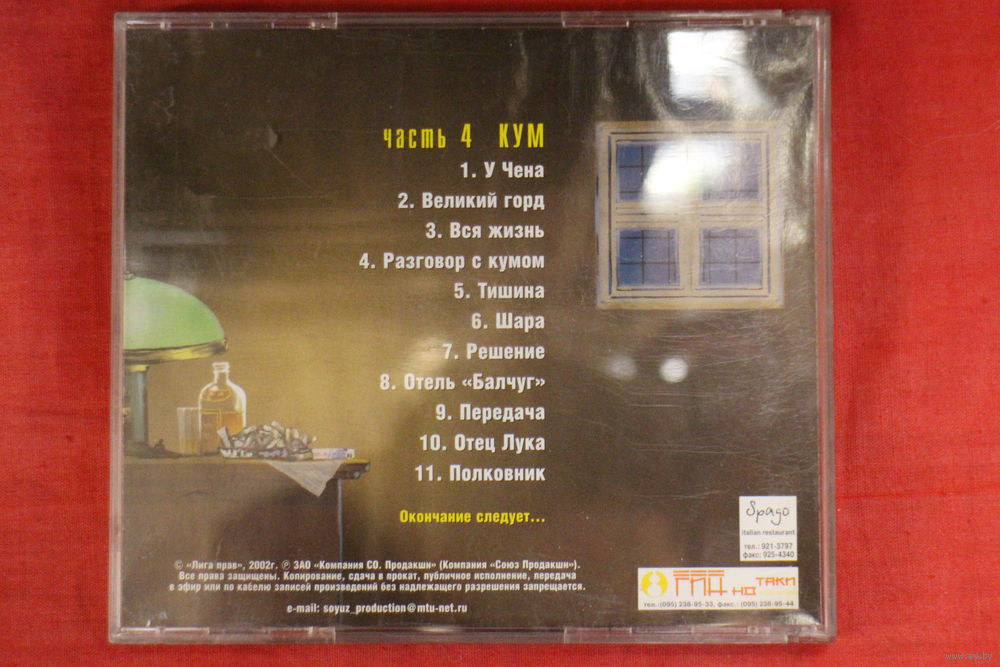 часть 4 КУМ
1. У Чена
2. Великий горд
3. Вся жизнь
4. Разговор с кумом
5. Тишина
6. Шара
7. Решение
8. Отель «Балчуг»
9. Передача
10. Отец Лука
11. Полковник
Окончание следует...
© «Лига прав», 2002г. ℗ ЗАО «Компания СО. Продакшн» (Компания «Союз Продакшн»).
Все права защищены. Копирование, сдача в прокат, публичное исполнение, передача
в эфир или по кабелю записей произведений без надлежащего разрешения запрещается.
e-mail: soyuz_production@mtu-net.ru
Spago
italian restaurant
тел.: 921-3797
факс: 925-4340
но ТАКИ
тел.:(095) 238-95-33, факс.: (095) 238-95-44
www.ay.by